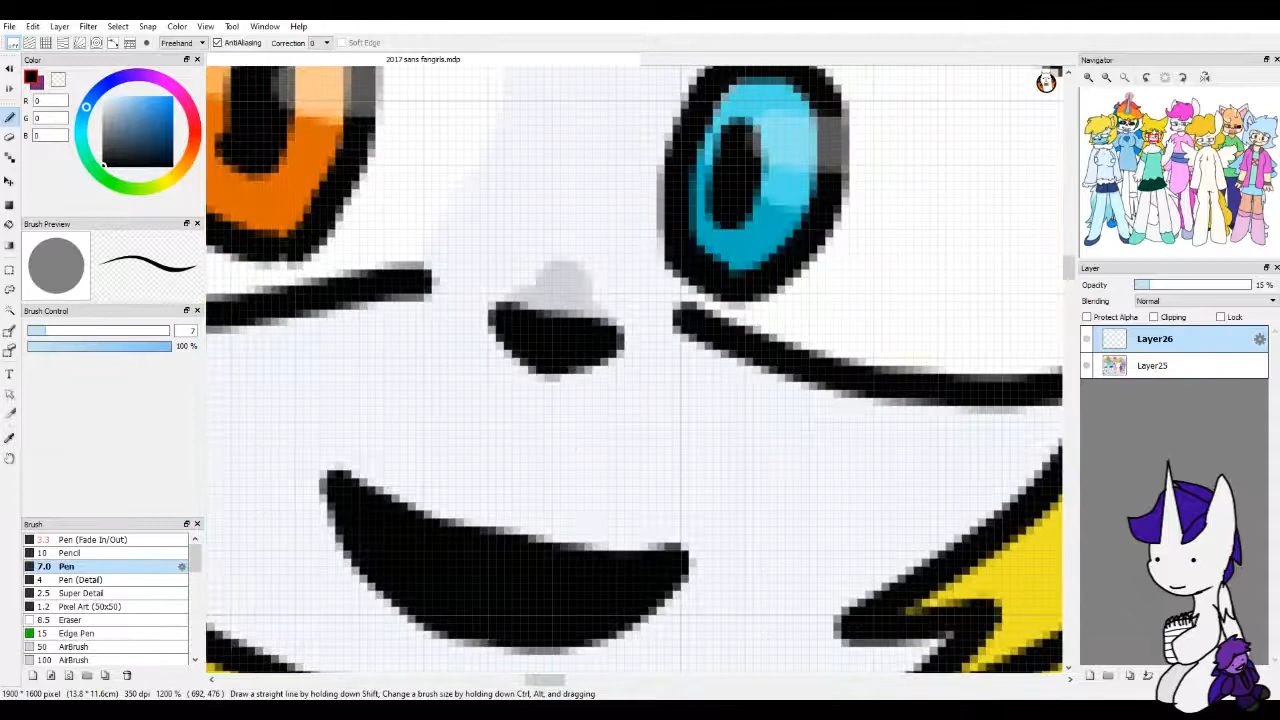 File Edit Layer Filter Select Snap Color View Tool Window Help
Freehand AntiAliasing Correction 0 Soft Edge
Color
2017 sans fangirls.mdp
Navigator
0
0
0
Brush Preview
Brush Control
7
100 %
Layer
Opacity 15 %
Blending Normal
Protect Alpha Clipping Lock
Layer26
Layer25
Brush
3.3 Pen (Fade In/Out)
10 Pencil
7.0 Pen
4 Pen (Detail)
2.5 Super Detail
1.2 Pixel Art (50x50)
8.5 Eraser
15 Edge Pen
50 AirBrush
100 AirBrush
1900 * 1600 pixel (13.8 * 11.6cm) 350 dpi 1200 % (692, 476) Draw a straight line by holding down Shift, Change a brush size by holding down Ctrl, Alt, and dragging